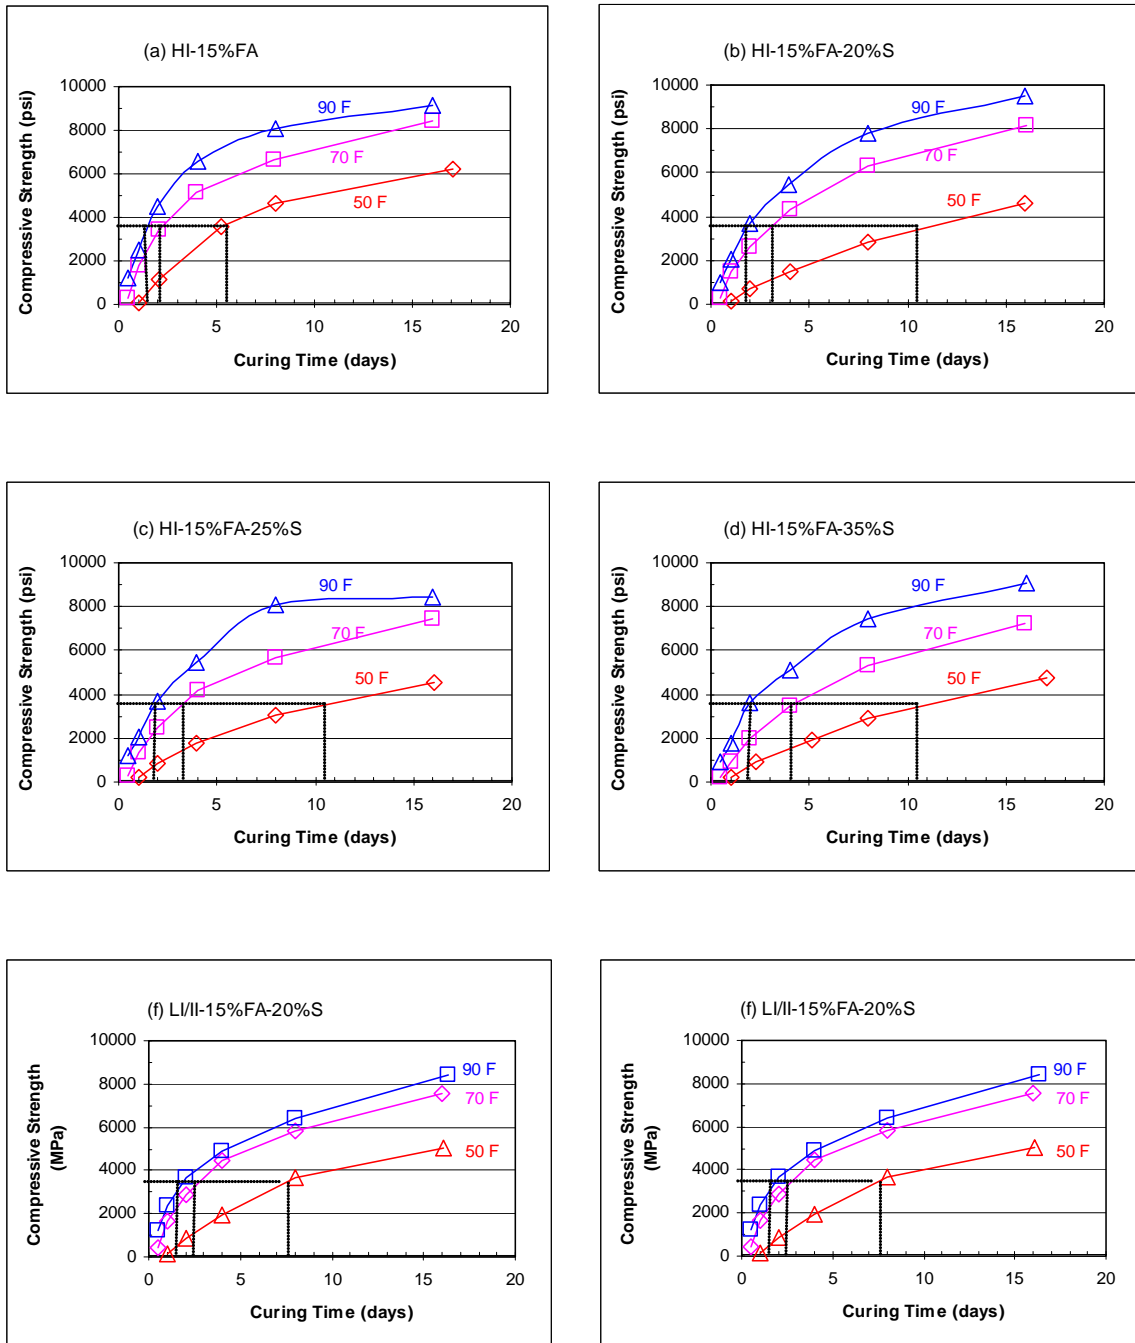 (a) HI-15%FA
Compressive Strength (psi)
10000
8000
6000
4000
2000
0
90 F
70 F
50 F
0 5 10 15 20
Curing Time (days)
(b) HI-15%FA-20%S
Compressive Strength (psi)
10000
8000
6000
4000
2000
0
90 F
70 F
50 F
0 5 10 15 20
Curing Time (days)
(c) HI-15%FA-25%S
Compressive Strength (psi)
10000
8000
6000
4000
2000
0
90 F
70 F
50 F
0 5 10 15 20
Curing Time (days)
(d) HI-15%FA-35%S
Compressive Strength (psi)
10000
8000
6000
4000
2000
0
90 F
70 F
50 F
0 5 10 15 20
Curing Time (days)
(f) LI/II-15%FA-20%S
Compressive Strength
(MPa)
10000
8000
6000
4000
2000
0
90 F
70 F
50 F
0 5 10 15 20
Curing Time (days)
(f) LI/II-15%FA-20%S
Compressive Strength
(MPa)
10000
8000
6000
4000
2000
0
90 F
70 F
50 F
0 5 10 15 20
Curing Time (days)